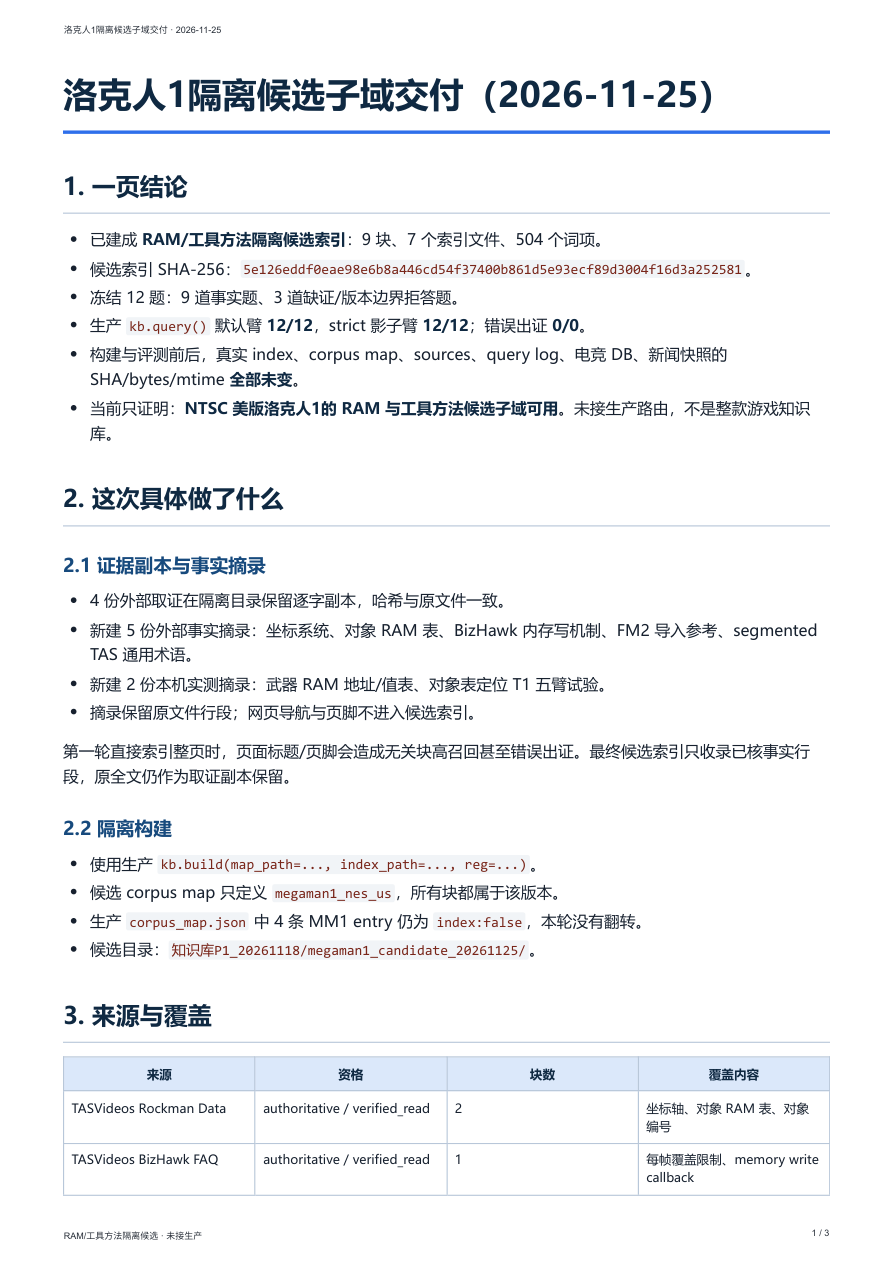 洛克人1隔离候选子域交付 · 2026-11-25
洛克人1隔离候选子域交付（2026-11-25）
1. 一页结论
• 已建成 RAM/工具方法隔离候选索引：9 块、7 个索引文件、504 个词项。
• 候选索引 SHA-256：5e126eddf0eae98e6b8a446cd54f37400b861d5e93ecf89d3004f16d3a252581。
• 冻结 12 题：9 道事实题、3 道缺证/版本边界拒答题。
• 生产 kb.query() 默认臂 12/12，strict 影子臂 12/12；错误出证 0/0。
• 构建与评测前后，真实 index、corpus map、sources、query log、电竞 DB、新闻快照的
SHA/bytes/mtime 全部未变。
• 当前只证明：NTSC 美版洛克人1的 RAM 与工具方法候选子域可用。未接生产路由，不是整款游戏知识
库。
2. 这次具体做了什么
2.1 证据副本与事实摘录
• 4 份外部取证在隔离目录保留逐字副本，哈希与原文件一致。
• 新建 5 份外部事实摘录：坐标系统、对象 RAM 表、BizHawk 内存写机制、FM2 导入参考、segmented
TAS 通用术语。
• 新建 2 份本机实测摘录：武器 RAM 地址/值表、对象表定位 T1 五臂试验。
• 摘录保留原文件行段；网页导航与页脚不进入候选索引。
第一轮直接索引整页时，页面标题/页脚会造成无关块高召回甚至错误出证。最终候选索引只收录已核事实行
段，原全文仍作为取证副本保留。
2.2 隔离构建
• 使用生产 kb.build(map_path=..., index_path=..., reg=...)。
• 候选 corpus map 只定义 megaman1_nes_us，所有块都属于该版本。
• 生产 corpus_map.json 中 4 条 MM1 entry 仍为 index:false，本轮没有翻转。
• 候选目录：知识库P1_20261118/megaman1_candidate_20261125/。
3. 来源与覆盖
来源 资格 块数 覆盖内容
TASVideos Rockman Data authoritative / verified_read 2 坐标轴、对象 RAM 表、对象
编号
TASVideos BizHawk FAQ authoritative / verified_read 1 每帧覆盖限制、memory write
callback
RAM/工具方法隔离候选 · 未接生产
1 / 3